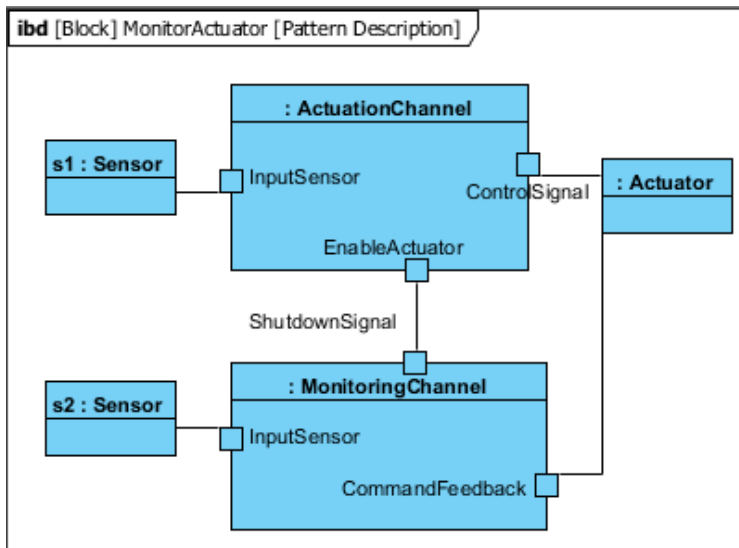 ibd [Block] MonitorActuator [Pattern Description]
: ActuationChannel
s1 : Sensor
InputSensor
ControlSignal
: Actuator
EnableActuator
ShutdownSignal
: MonitoringChannel
s2 : Sensor
InputSensor
CommandFeedback